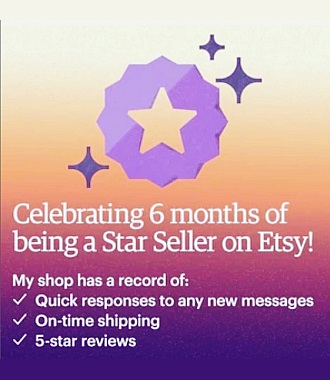 Celebrating 6 months of
being a Star Seller on Etsy!
My shop has a record of:
✓ Quick responses to any new messages
✓ On-time shipping
✓ 5-star reviews